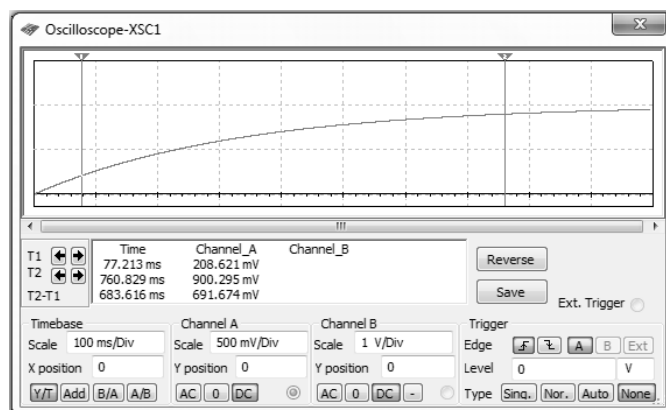 Oscilloscope-XSC1
x
1 2
T1
T2
T2-T1
Time Channel_A Channel_B
77.213 ms 208.621 mV
760.829 ms 900.295 mV
683.616 ms 691.674 mV
Reverse
Save
Ext. Trigger
Timebase
Scale 100 ms/Div
X position 0
Y/T Add B/A A/B
Channel A
Scale 500 mV/Div
Y position 0
AC 0 DC
Channel B
Scale 1 V/Div
Y position 0
AC 0 DC -
Trigger
Edge A B Ext
Level 0 V
Type Sing. Nor. Auto None